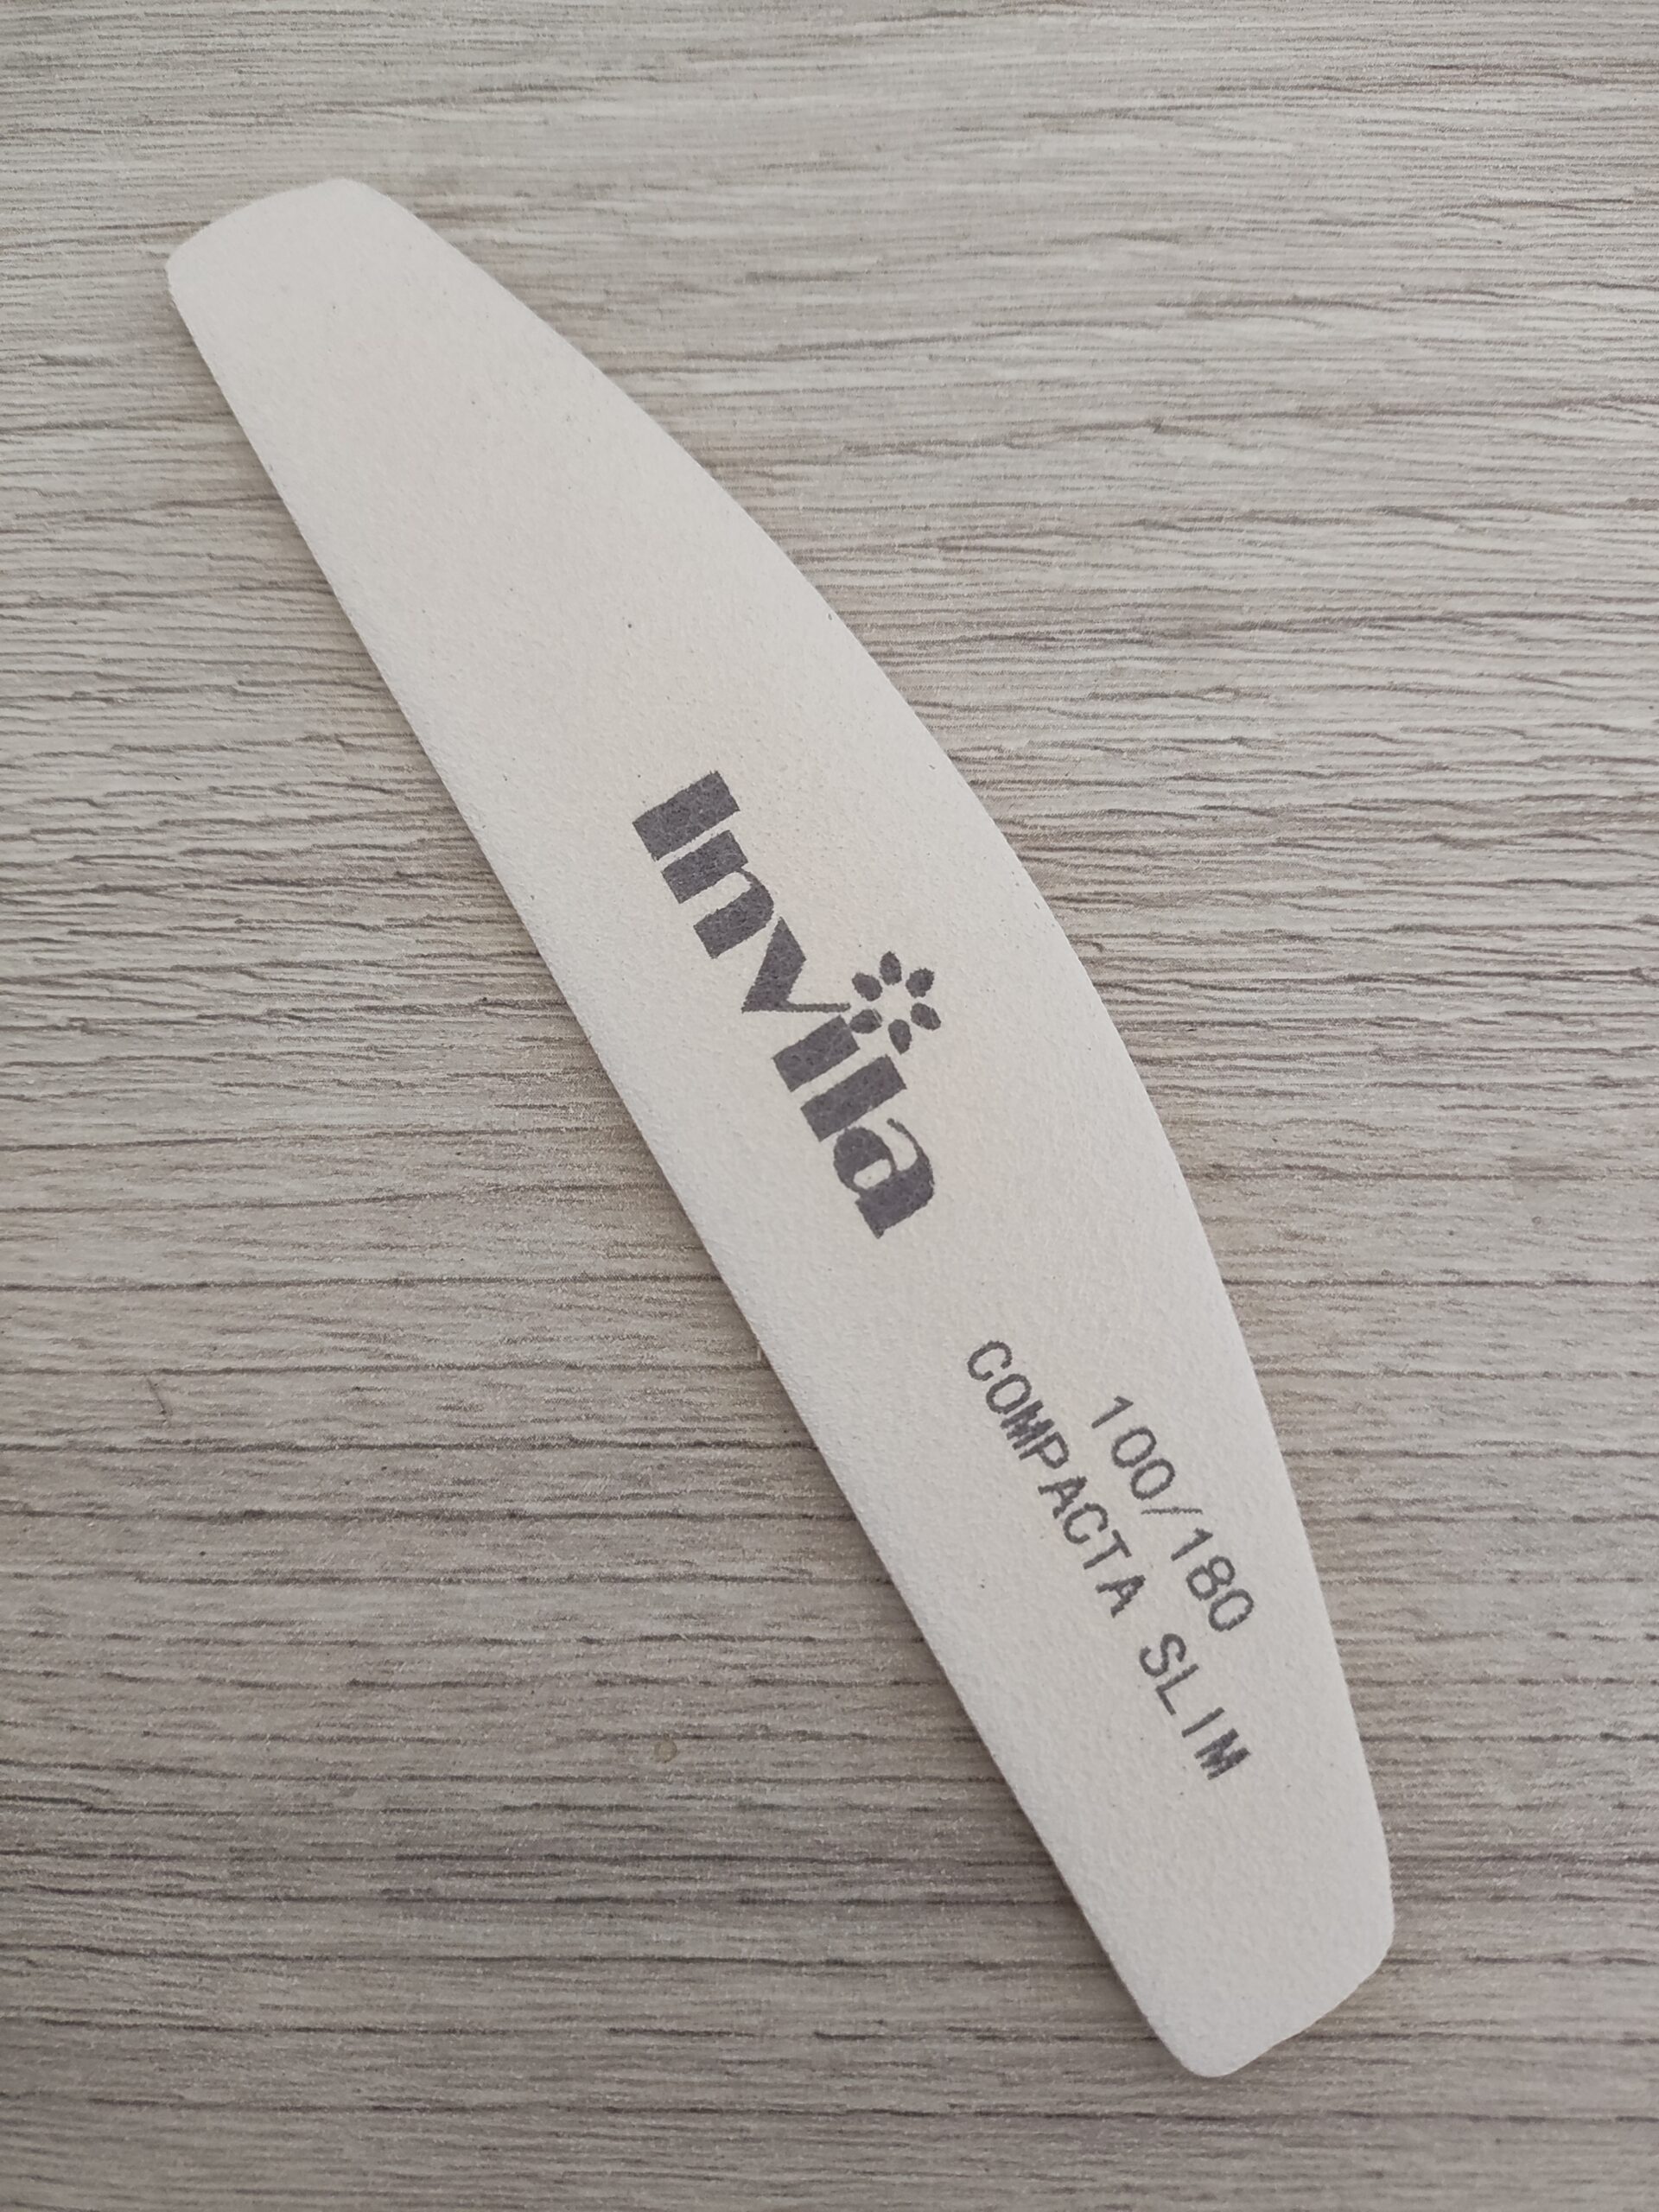 Invila
100/180
COMPACTA SLIM